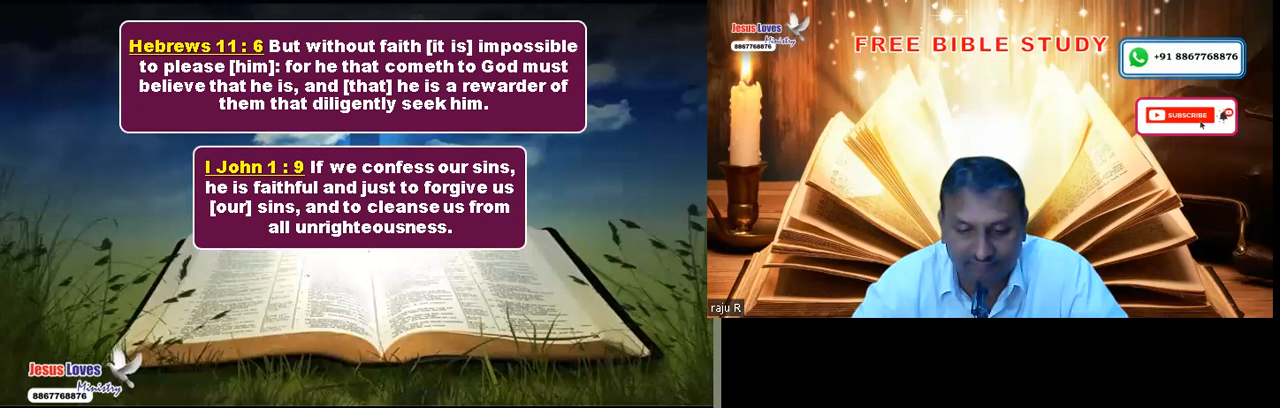 Hebrews 11 : 6 But without faith [it is] impossible
to please [him]: for he that cometh to God must
believe that he is, and [that] he is a rewarder of
them that diligently seek him.
I John 1 : 9 If we confess our sins,
he is faithful and just to forgive us
[our] sins, and to cleanse us from
all unrighteousness.
Jesus Loves
Ministry
8867768876
Jesus Loves
Ministry
8867768876
FREE BIBLE STUDY
+91 8867768876
SUBSCRIBE
raju R